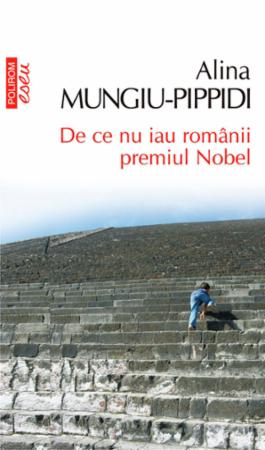 POLIROM
eseu
Alina
MUNGIU-PIPPIDI
De ce nu iau românii
premiul Nobel